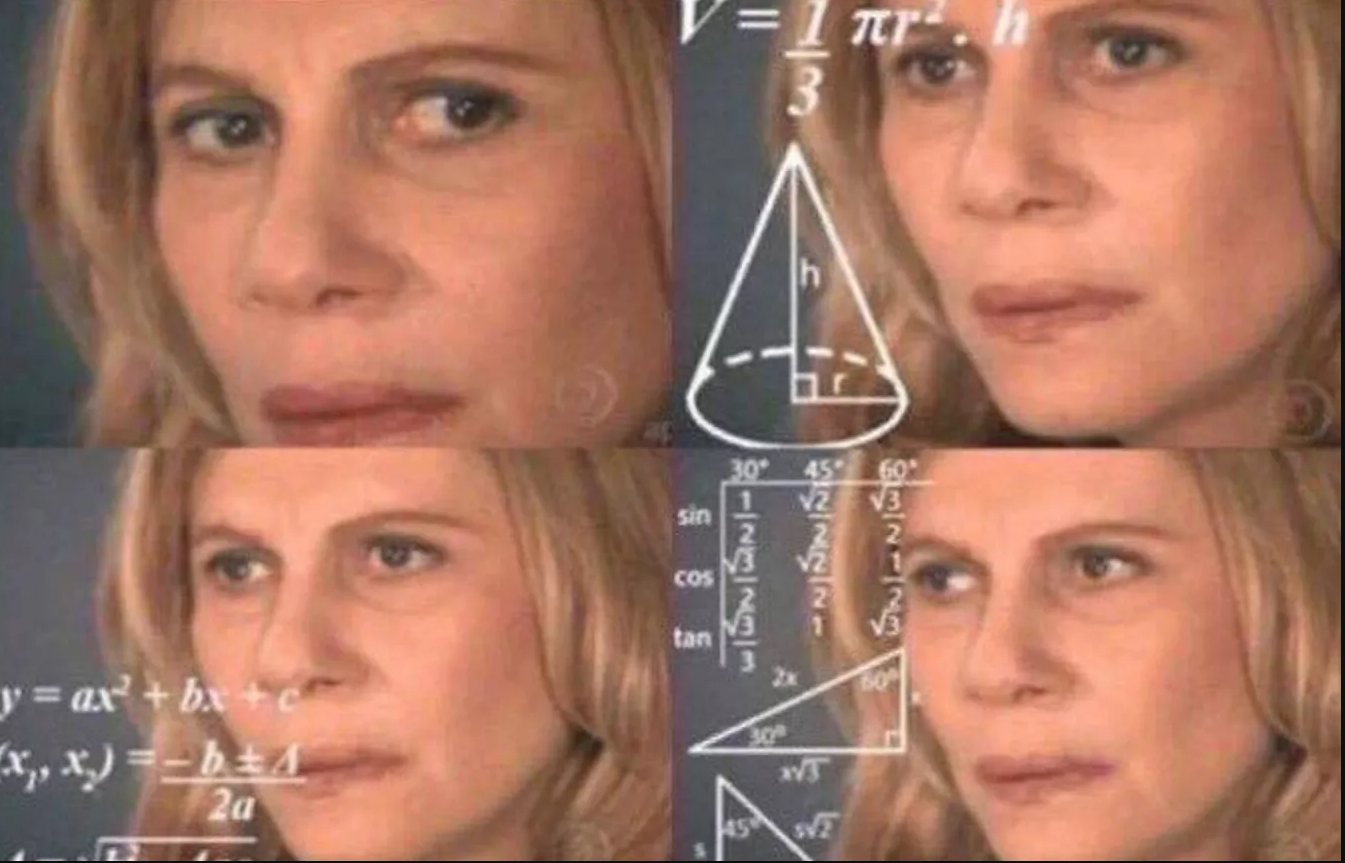 V = 1/3 πr². h
h
r
y = ax² + bx + c
(x₁, x₂) = -b ± Δ
2a
30° 45° 60°
sin 1/2 √2/2 √3/2
cos √3/2 √2/2 1/2
tan √3/3 1 √3
2x
60°
30°
x√3
45°
s√2
s